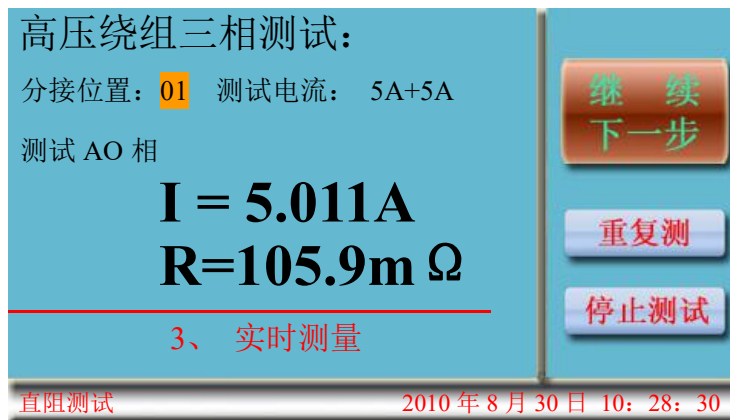 高压绕组三相测试：
分接位置：01 测试电流： 5A+5A
测试 AO 相
I = 5.011A
R=105.9mΩ
3、 实时测量
继 续
下一步
重复测
停止测试
直阻测试 2010 年 8 月 30 日 10：28：30